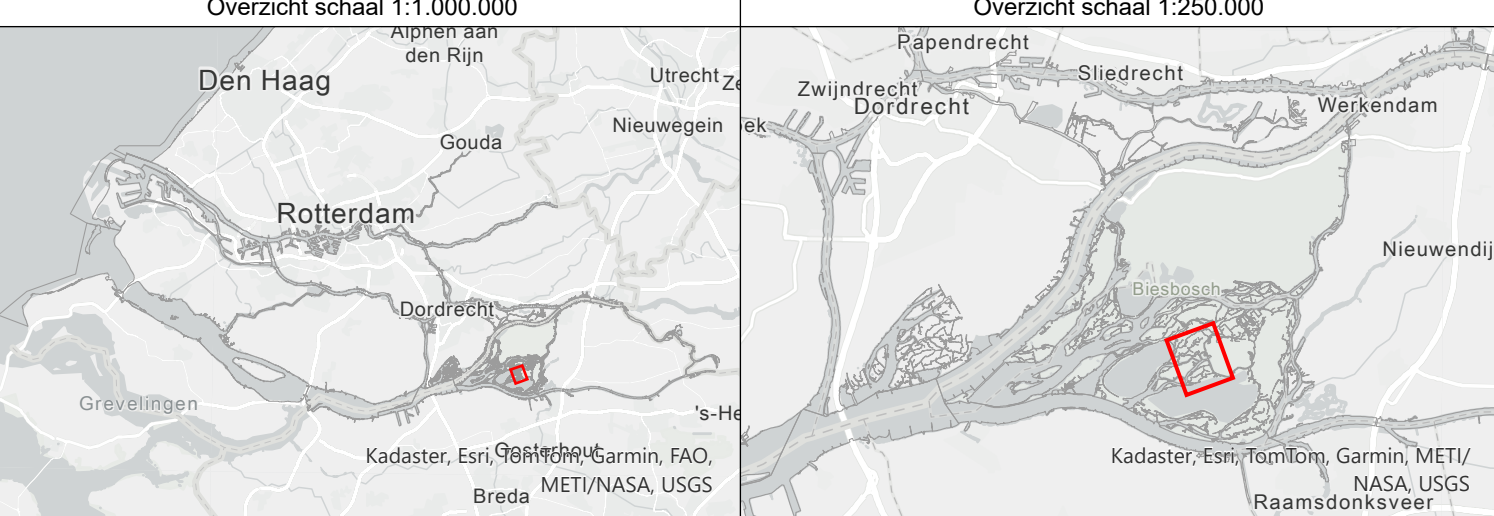 Overzicht schaal 1:1.000.000
Alphen aan
den Rijn
Den Haag
Utrecht
Ze
Nieuwegein
Gouda
Rotterdam
Dordrecht
Grevelingen
's-He
Oosterhout
Kadaster, Esri, TomTom, Garmin, FAO,
METI/NASA, USGS
Breda
Overzicht schaal 1:250.000
Papendrecht
Sliedrecht
Zwijndrecht
Dordrecht
Werkendam
ek
Nieuwendij
Biesbosch
Kadaster, Esri, TomTom, Garmin, METI/
NASA, USGS
Raamsdonksveer